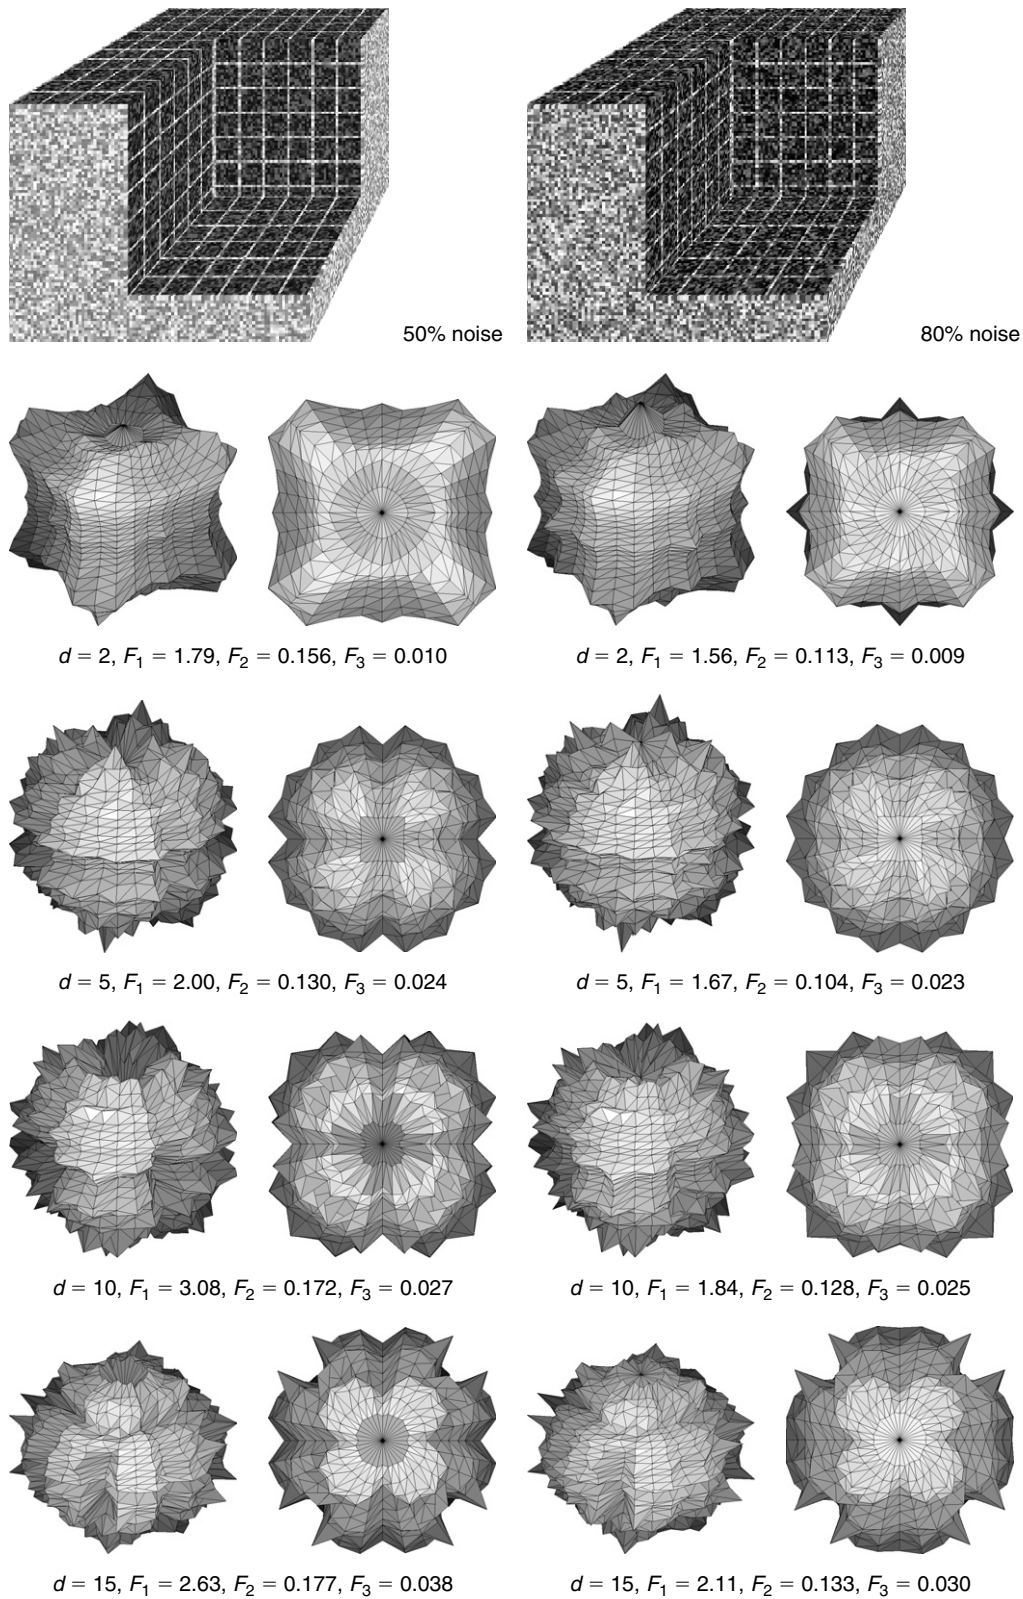 50% noise 80% noise
d = 2, F1 = 1.79, F2 = 0.156, F3 = 0.010 d = 2, F1 = 1.56, F2 = 0.113, F3 = 0.009
d = 5, F1 = 2.00, F2 = 0.130, F3 = 0.024 d = 5, F1 = 1.67, F2 = 0.104, F3 = 0.023
d = 10, F1 = 3.08, F2 = 0.172, F3 = 0.027 d = 10, F1 = 1.84, F2 = 0.128, F3 = 0.025
d = 15, F1 = 2.63, F2 = 0.177, F3 = 0.038 d = 15, F1 = 2.11, F2 = 0.133, F3 = 0.030